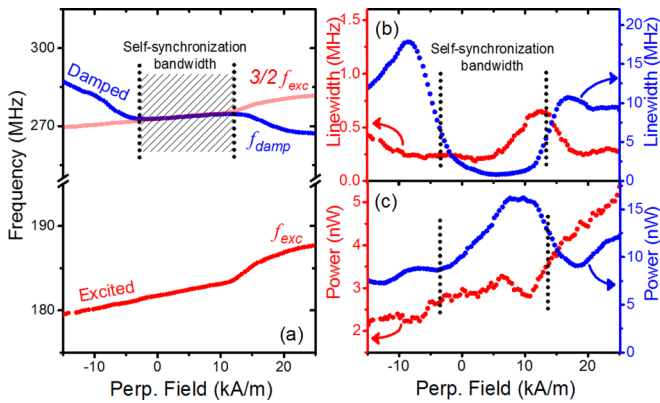 315
300
285
270
190
180
Frequency (MHz)
Self-synchronization
bandwidth
Damped
3/2 f_exc
f_damp
f_exc
Excited
(a)
-10 0 10 20
Perp. Field (kA/m)
1.5
1.0
0.5
0.0
Linewidth (MHz)
(b)
Self-synchronization
bandwidth
20
15
10
5
0
Linewidth (MHz)
5
4
3
2
Power (nW)
(c)
15
10
5
0
Power (nW)
-10 0 10 20
Perp. Field (kA/m)